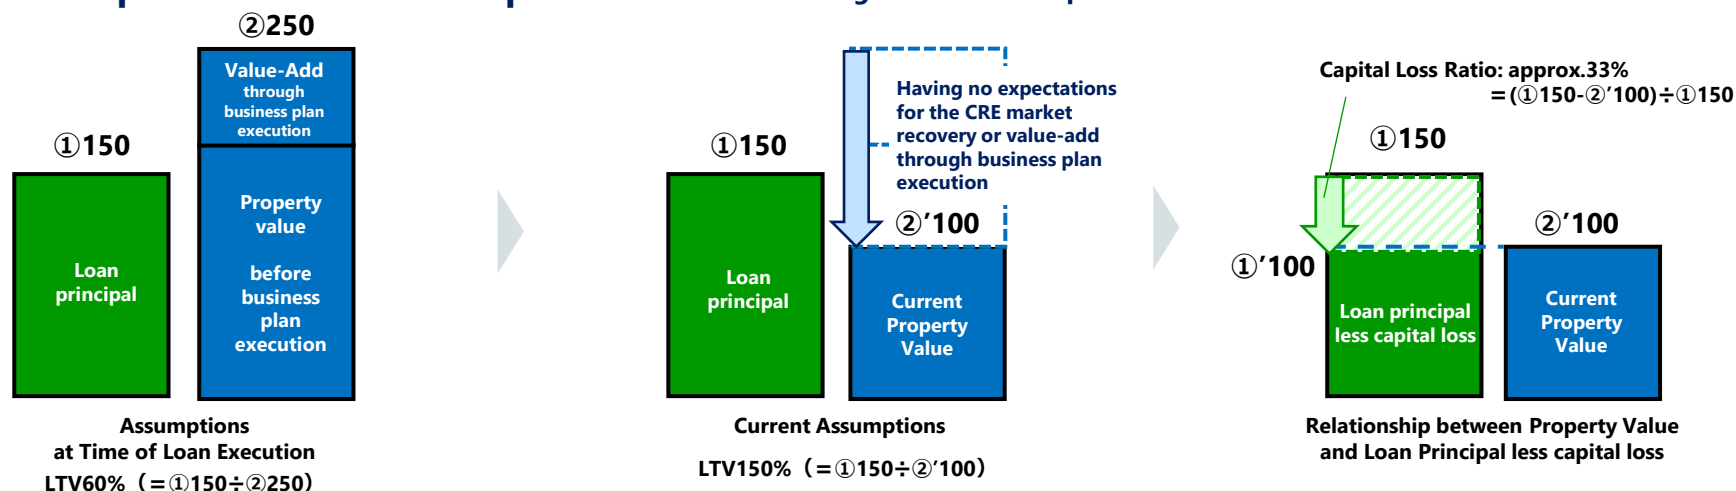 ②250
Value-Add
through
business plan
execution
①150
Property
value
before
business
plan
execution
Loan
principal
Assumptions
at Time of Loan Execution
LTV60%（＝①150÷②250）
①150
Having no expectations
for the CRE market
recovery or value-add
through business plan
execution
②’100
Loan
principal
Current
Property
Value
Current Assumptions
LTV150%（＝①150÷②’100）
Capital Loss Ratio: approx.33%
＝(①150-②’100)÷①150
①150
②’100
①’100
Loan principal
less capital loss
Current
Property
Value
Relationship between Property Value
and Loan Principal less capital loss